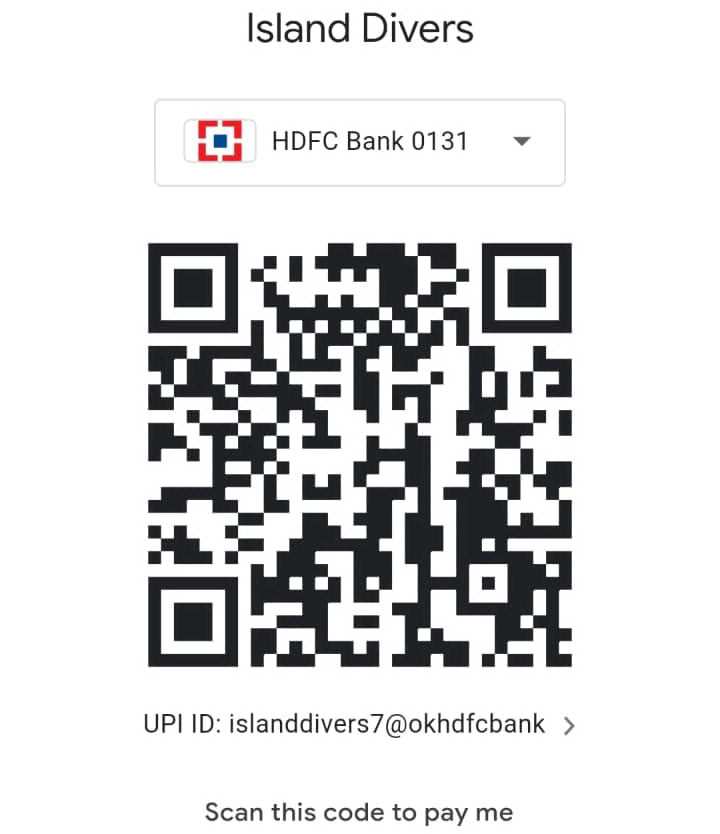 Island Divers
HDFC Bank 0131
UPI ID: islanddivers7@okhdfcbank
Scan this code to pay me